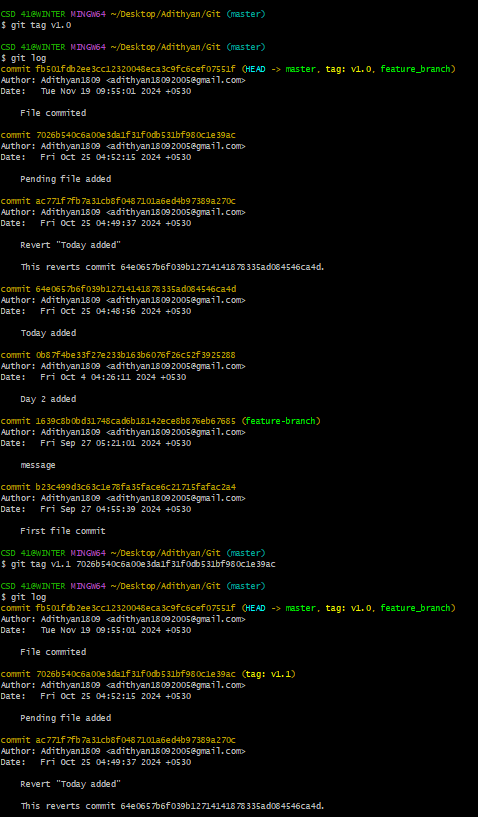 CSD 41@WINTER MINGW64 ~/Desktop/Adithyan/Git (master)
$ git tag v1.0
CSD 41@WINTER MINGW64 ~/Desktop/Adithyan/Git (master)
$ git log
commit fb501fdb2ee3cc12320048eca3c9fc6cef07551f (HEAD -> master, tag: v1.0, feature_branch)
Author: Adithyan1809 <adithyan18092005@gmail.com>
Date:   Tue Nov 19 09:55:01 2024 +0530
File commited
commit 7026b540c6a00e3da1f31f0db531bf980c1e39ac
Author: Adithyan1809 <adithyan18092005@gmail.com>
Date:   Fri Oct 25 04:52:15 2024 +0530
Pending file added
commit ac771f7fb7a31cb8f0487101a6ed4b97389a270c
Author: Adithyan1809 <adithyan18092005@gmail.com>
Date:   Fri Oct 25 04:49:37 2024 +0530
Revert "Today added"
This reverts commit 64e0657b6f039b12714141878335ad084546ca4d.
commit 64e0657b6f039b12714141878335ad084546ca4d
Author: Adithyan1809 <adithyan18092005@gmail.com>
Date:   Fri Oct 25 04:48:56 2024 +0530
Today added
commit 0b87f4be33f27e233b163b6076f26c52f3925288
Author: Adithyan1809 <adithyan18092005@gmail.com>
Date:   Fri Oct 4 04:26:11 2024 +0530
Day 2 added
commit 1639c8b0bd31748cad6b18142ece8b876eb67685 (feature-branch)
Author: Adithyan1809 <adithyan18092005@gmail.com>
Date:   Fri Sep 27 05:21:01 2024 +0530
message
commit b23c499d3c63c1e78fa35face6c21715fafac2a4
Author: Adithyan1809 <adithyan18092005@gmail.com>
Date:   Fri Sep 27 04:55:39 2024 +0530
First file commit
CSD 41@WINTER MINGW64 ~/Desktop/Adithyan/Git (master)
$ git tag v1.1 7026b540c6a00e3da1f31f0db531bf980c1e39ac
CSD 41@WINTER MINGW64 ~/Desktop/Adithyan/Git (master)
$ git log
commit fb501fdb2ee3cc12320048eca3c9fc6cef07551f (HEAD -> master, tag: v1.0, feature_branch)
Author: Adithyan1809 <adithyan18092005@gmail.com>
Date:   Tue Nov 19 09:55:01 2024 +0530
File commited
commit 7026b540c6a00e3da1f31f0db531bf980c1e39ac (tag: v1.1)
Author: Adithyan1809 <adithyan18092005@gmail.com>
Date:   Fri Oct 25 04:52:15 2024 +0530
Pending file added
commit ac771f7fb7a31cb8f0487101a6ed4b97389a270c
Author: Adithyan1809 <adithyan18092005@gmail.com>
Date:   Fri Oct 25 04:49:37 2024 +0530
Revert "Today added"
This reverts commit 64e0657b6f039b12714141878335ad084546ca4d.